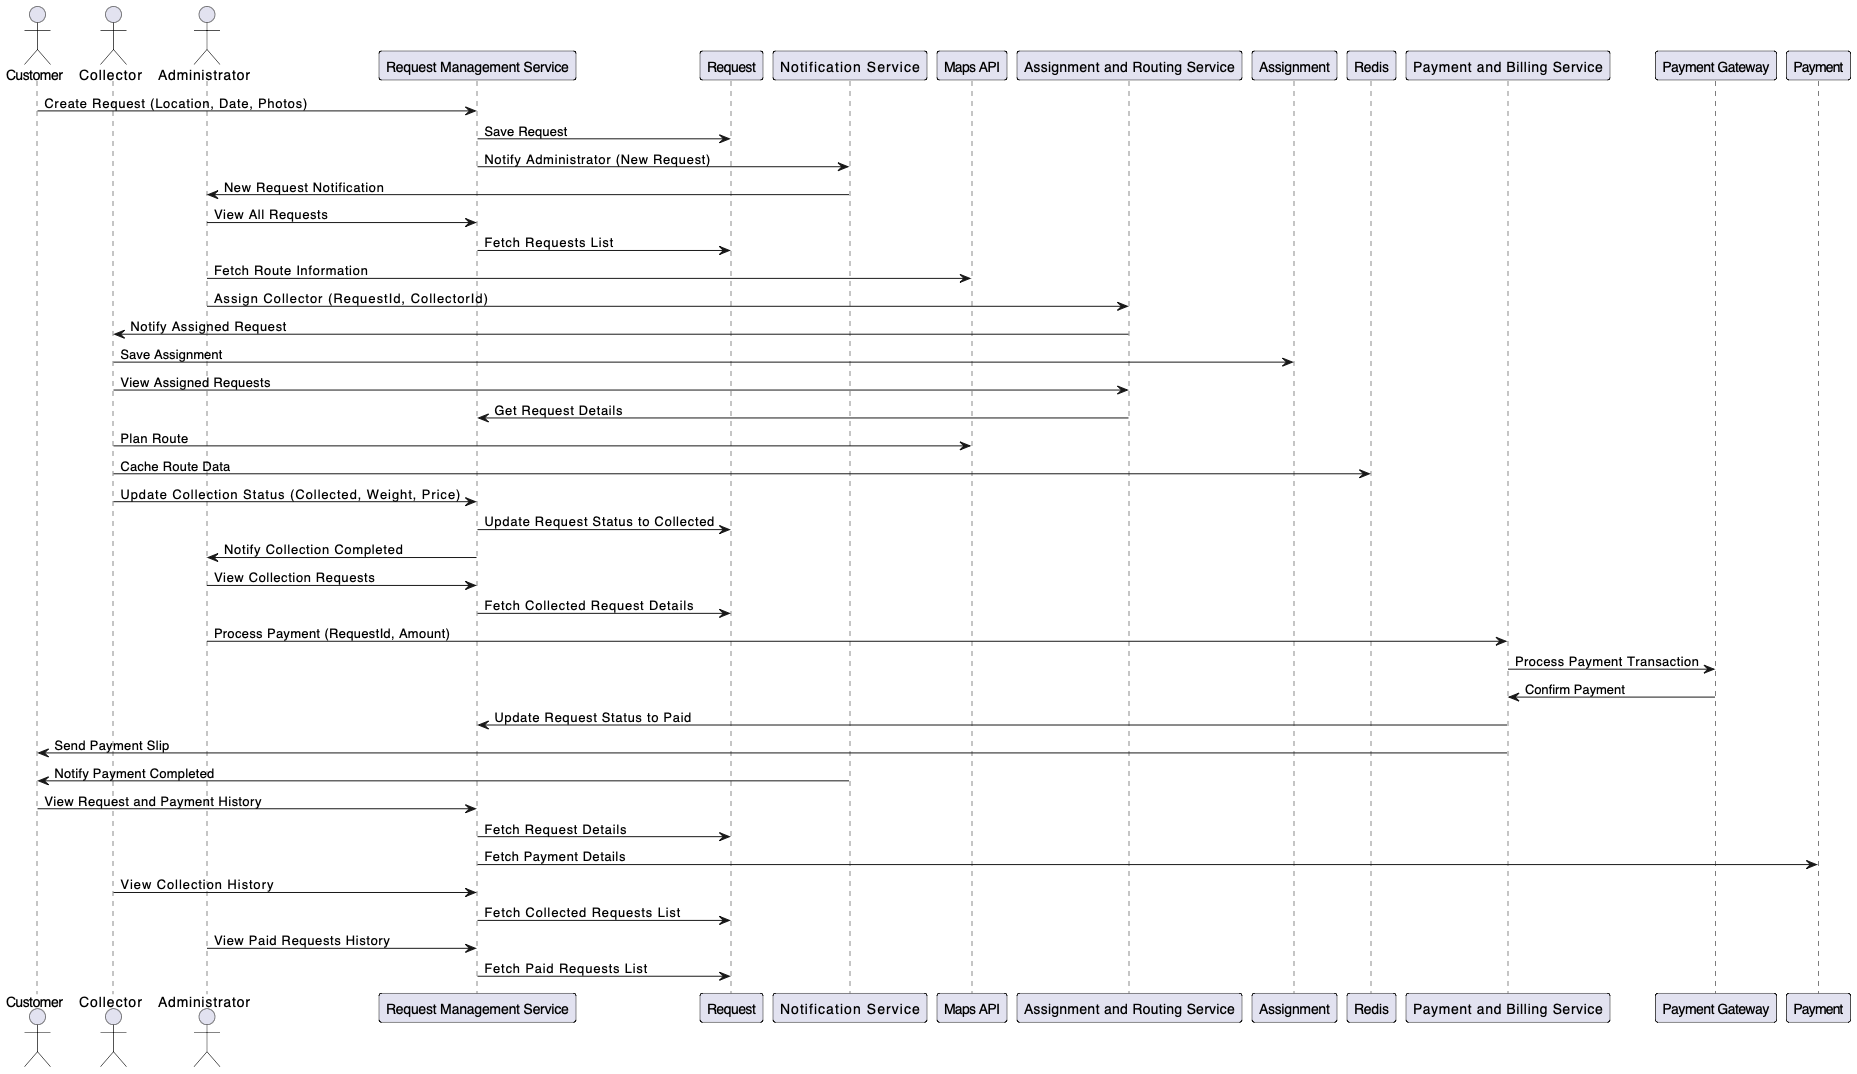 Customer
Collector
Administrator
Request Management Service
Request
Notification Service
Maps API
Assignment and Routing Service
Assignment
Redis
Payment and Billing Service
Payment Gateway
Payment
Create Request (Location, Date, Photos)
Save Request
Notify Administrator (New Request)
New Request Notification
View All Requests
Fetch Requests List
Fetch Route Information
Assign Collector (RequestId, CollectorId)
Notify Assigned Request
Save Assignment
View Assigned Requests
Get Request Details
Plan Route
Cache Route Data
Update Collection Status (Collected, Weight, Price)
Update Request Status to Collected
Notify Collection Completed
View Collection Requests
Fetch Collected Request Details
Process Payment (RequestId, Amount)
Process Payment Transaction
Confirm Payment
Update Request Status to Paid
Send Payment Slip
Notify Payment Completed
View Request and Payment History
Fetch Request Details
Fetch Payment Details
View Collection History
Fetch Collected Requests List
View Paid Requests History
Fetch Paid Requests List
Customer
Collector
Administrator
Request Management Service
Request
Notification Service
Maps API
Assignment and Routing Service
Assignment
Redis
Payment and Billing Service
Payment Gateway
Payment